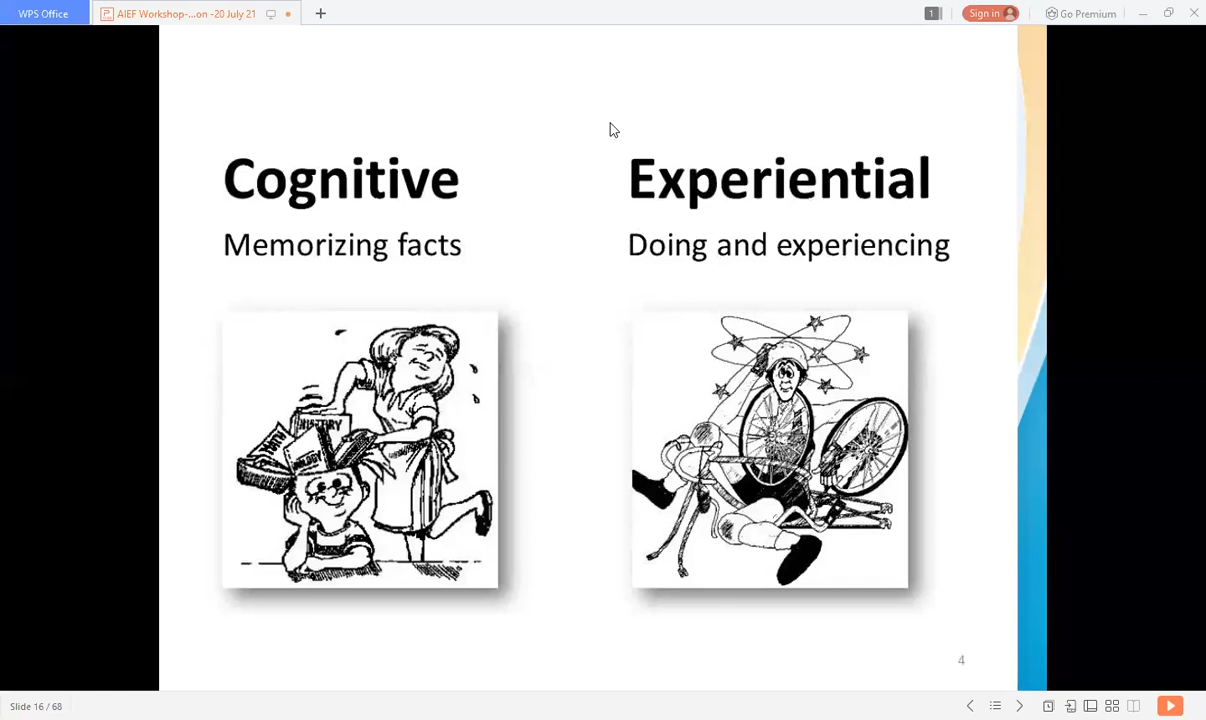 WPS Office
AIEF Workshop-...on -20 July 21
1
Sign in
Go Premium
Cognitive
Experiential
Memorizing facts
Doing and experiencing
HISTORY
4
Slide 16 / 68